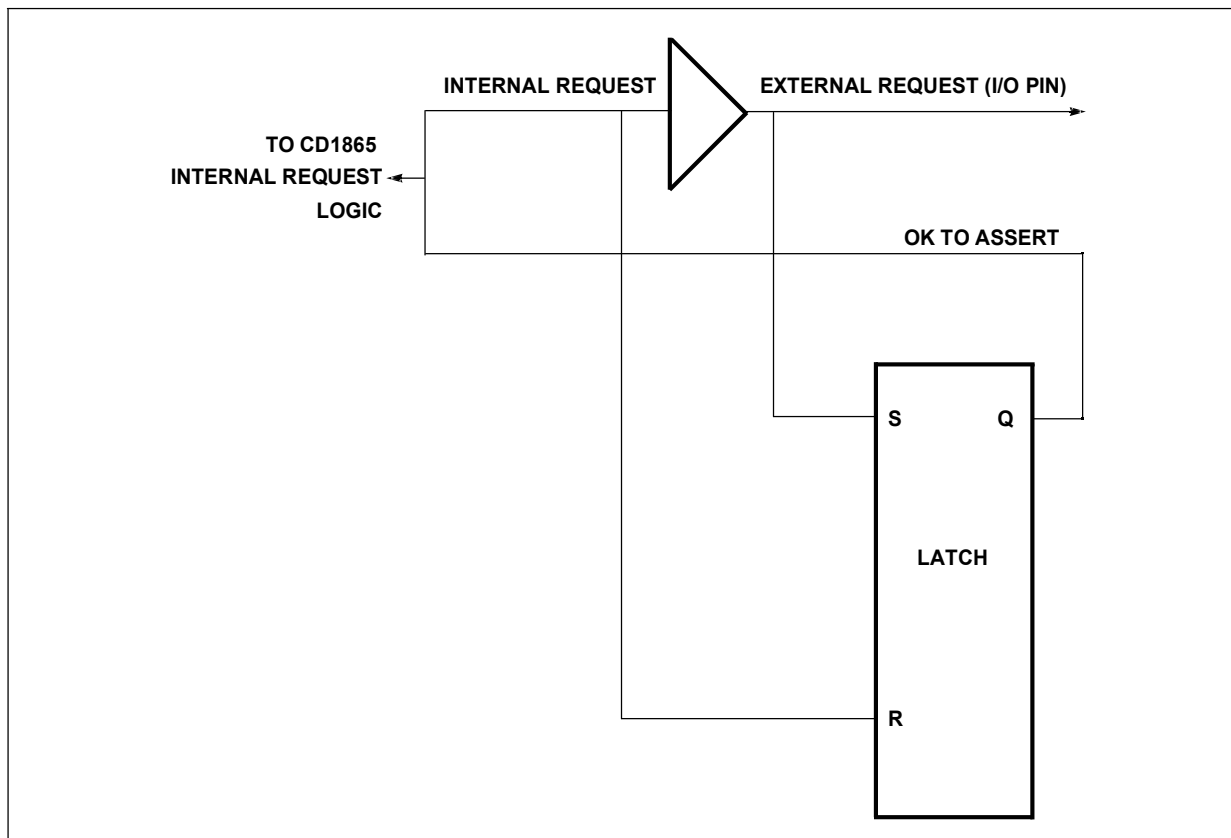 INTERNAL REQUEST
EXTERNAL REQUEST (I/O PIN)
TO CD1865
INTERNAL REQUEST
LOGIC
OK TO ASSERT
S
Q
LATCH
R